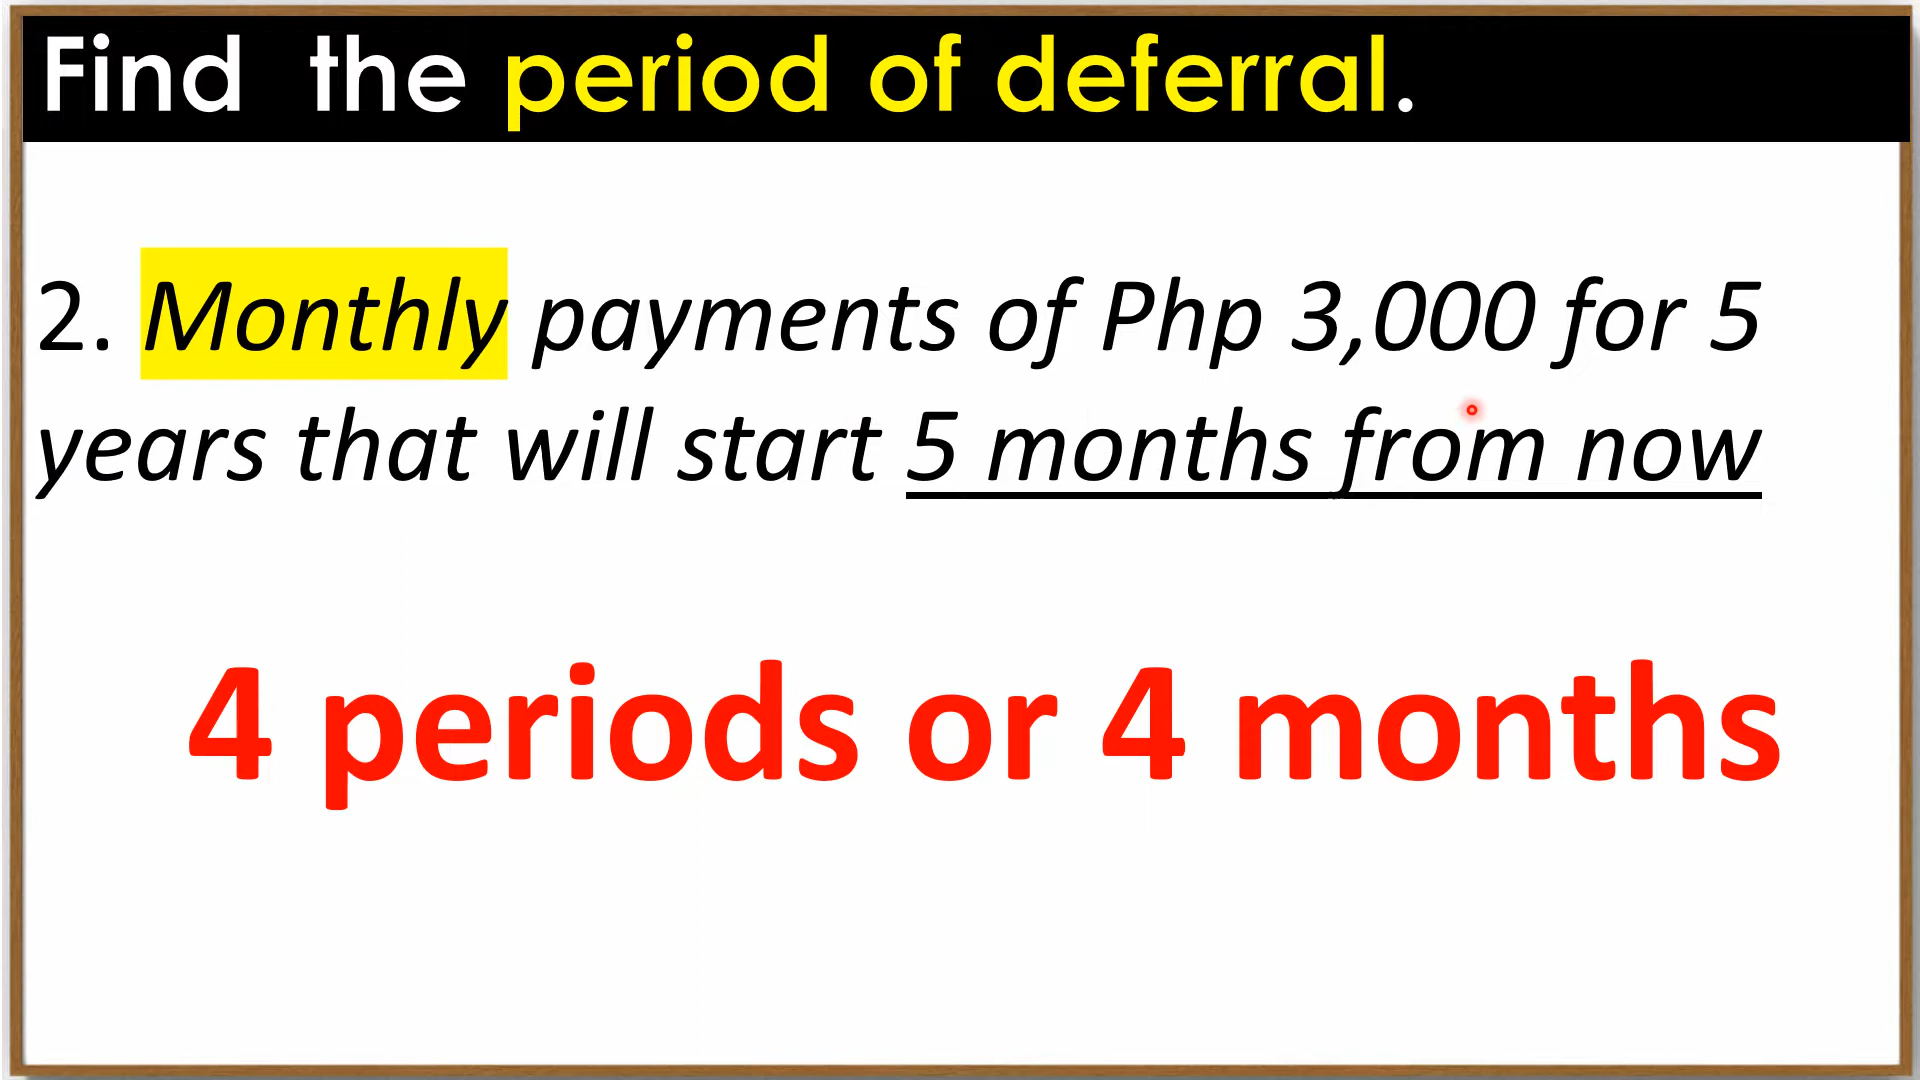 Find the period of deferral.
2. Monthly payments of Php 3,000 for 5
years that will start 5 months from now
4 periods or 4 months